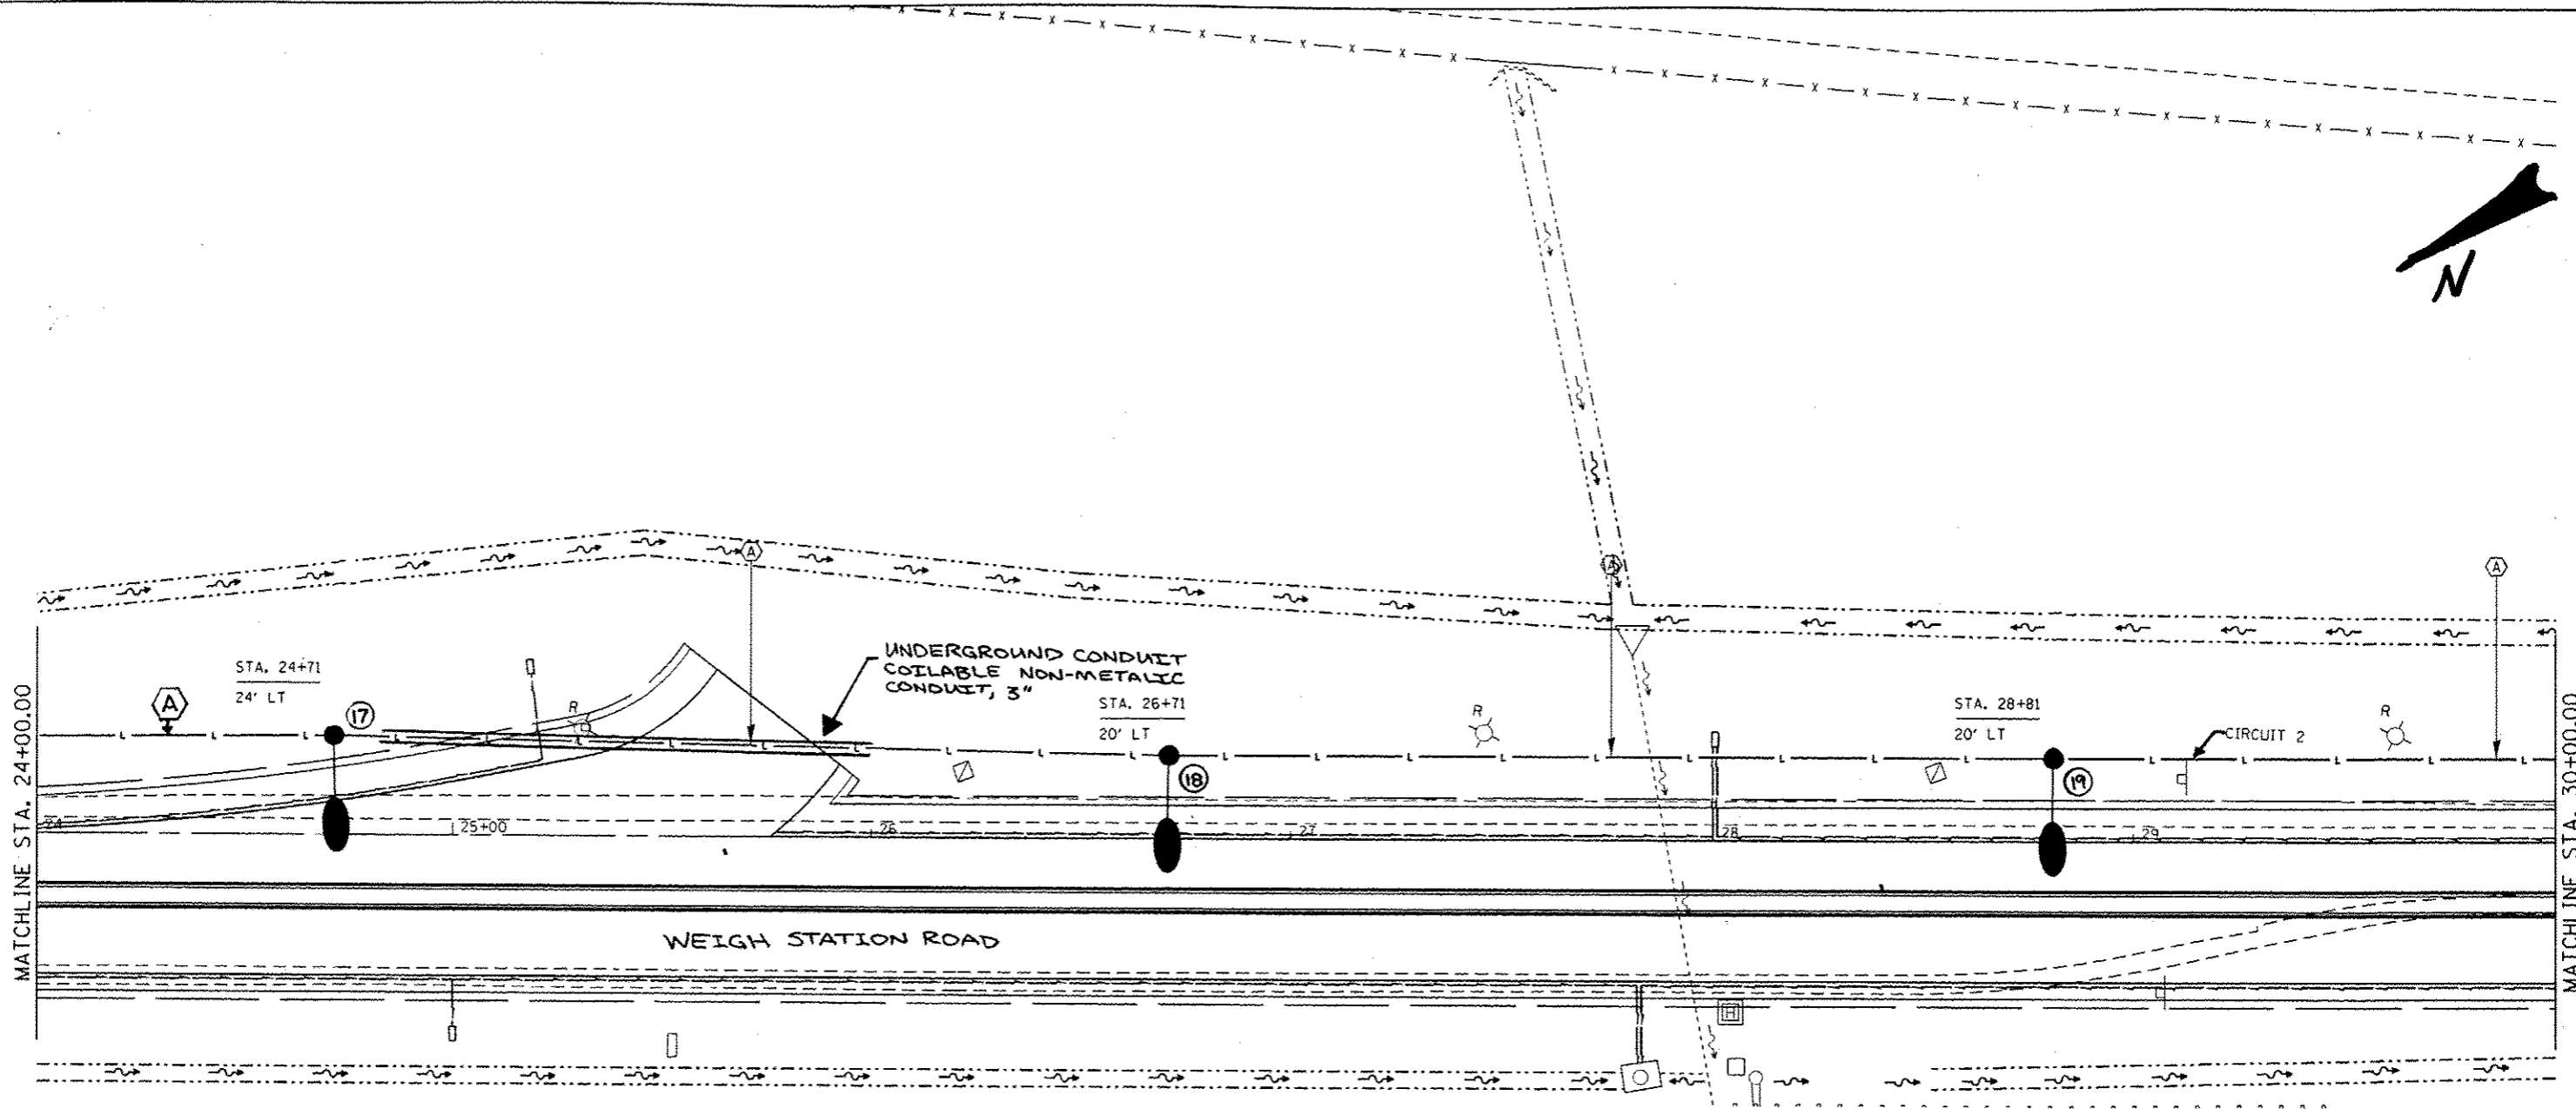 N
A
A
A
UNDERGROUND CONDUIT
COILABLE NON-METALIC
CONDUIT, 3"
STA. 24+71
24' LT
A
17
R
STA. 26+71
20' LT
18
R
STA. 28+81
20' LT
19
CIRCUIT 2
R
MATCHLINE STA. 24+00.00
MATCHLINE STA. 30+00.00
L L L L L L L L L L L L L L L L L L L L L L L L L
24
25+00
26
27
28
29
WEIGH STATION ROAD
H